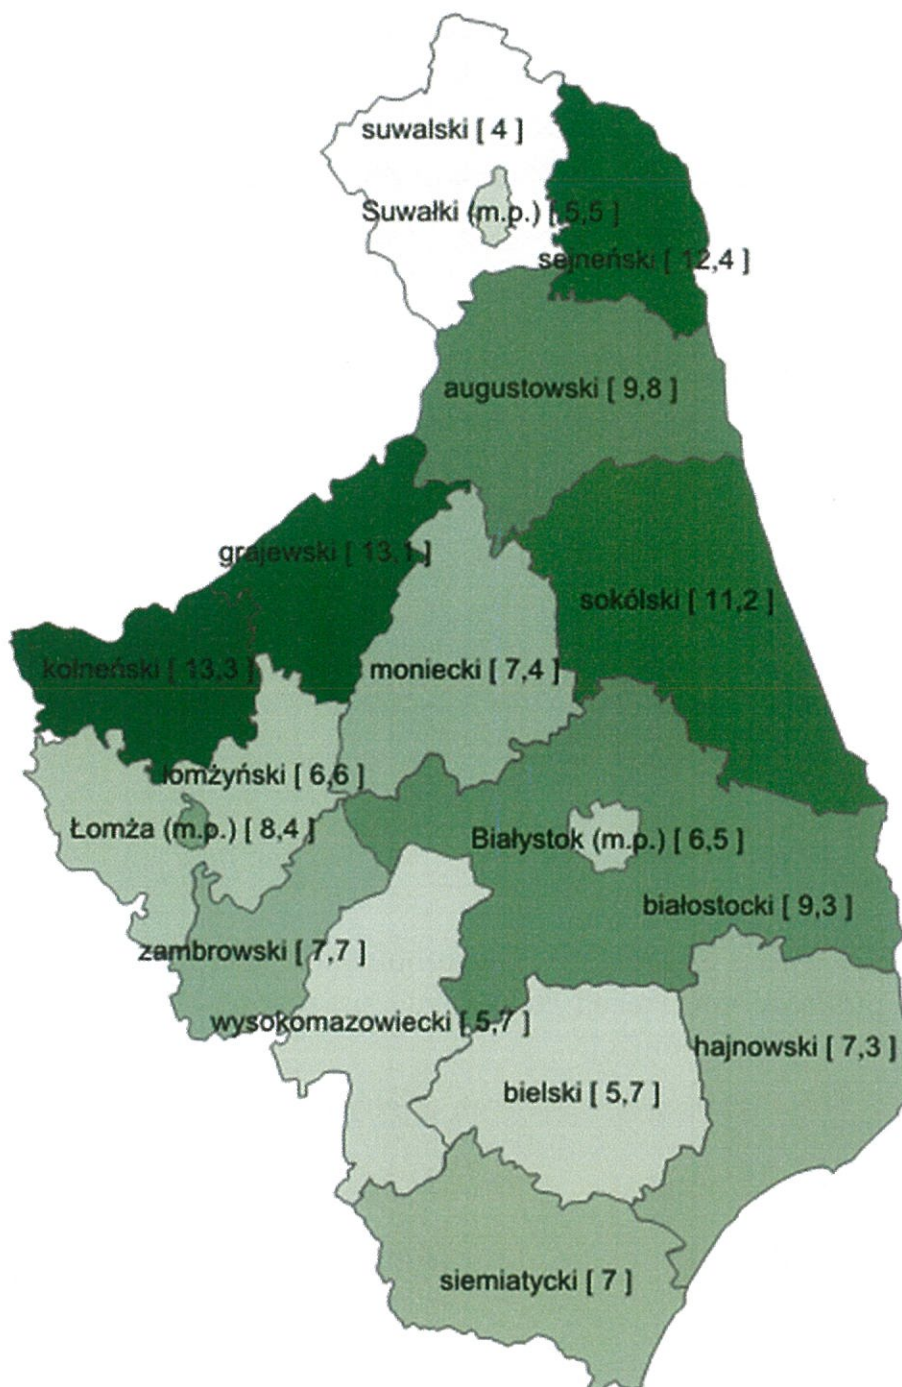 suwalski [ 4 ]
Suwałki (m.p.) [ 5,5 ]
sejneński [ 12,4 ]
augustowski [ 9,8 ]
grajewski [ 13,1 ]
sokólski [ 11,2 ]
kolneński [ 13,3 ]
moniecki [ 7,4 ]
łomżyński [ 6,6 ]
Łomża (m.p.) [ 8,4 ]
Białystok (m.p.) [ 6,5 ]
białostocki [ 9,3 ]
zambrowski [ 7,7 ]
wysokomazowiecki [ 5,7 ]
hajnowski [ 7,3 ]
bielski [ 5,7 ]
siemiatycki [ 7 ]